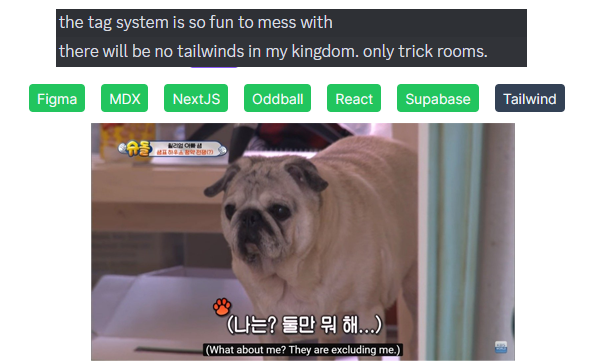 the tag system is so fun to mess with
there will be no tailwinds in my kingdom. only trick rooms.
Figma MDX NextJS Oddball React Supabase Tailwind
슈돌
(나는? 둘만 뭐 해...)
(What about me? They are excluding me.)